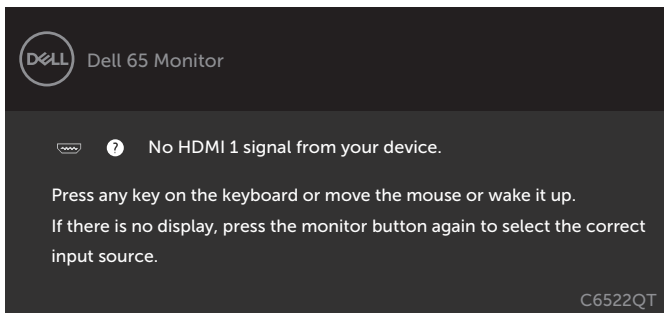 DELL
Dell 65 Monitor
? No HDMI 1 signal from your device.
Press any key on the keyboard or move the mouse or wake it up.
If there is no display, press the monitor button again to select the correct
input source.
C6522QT